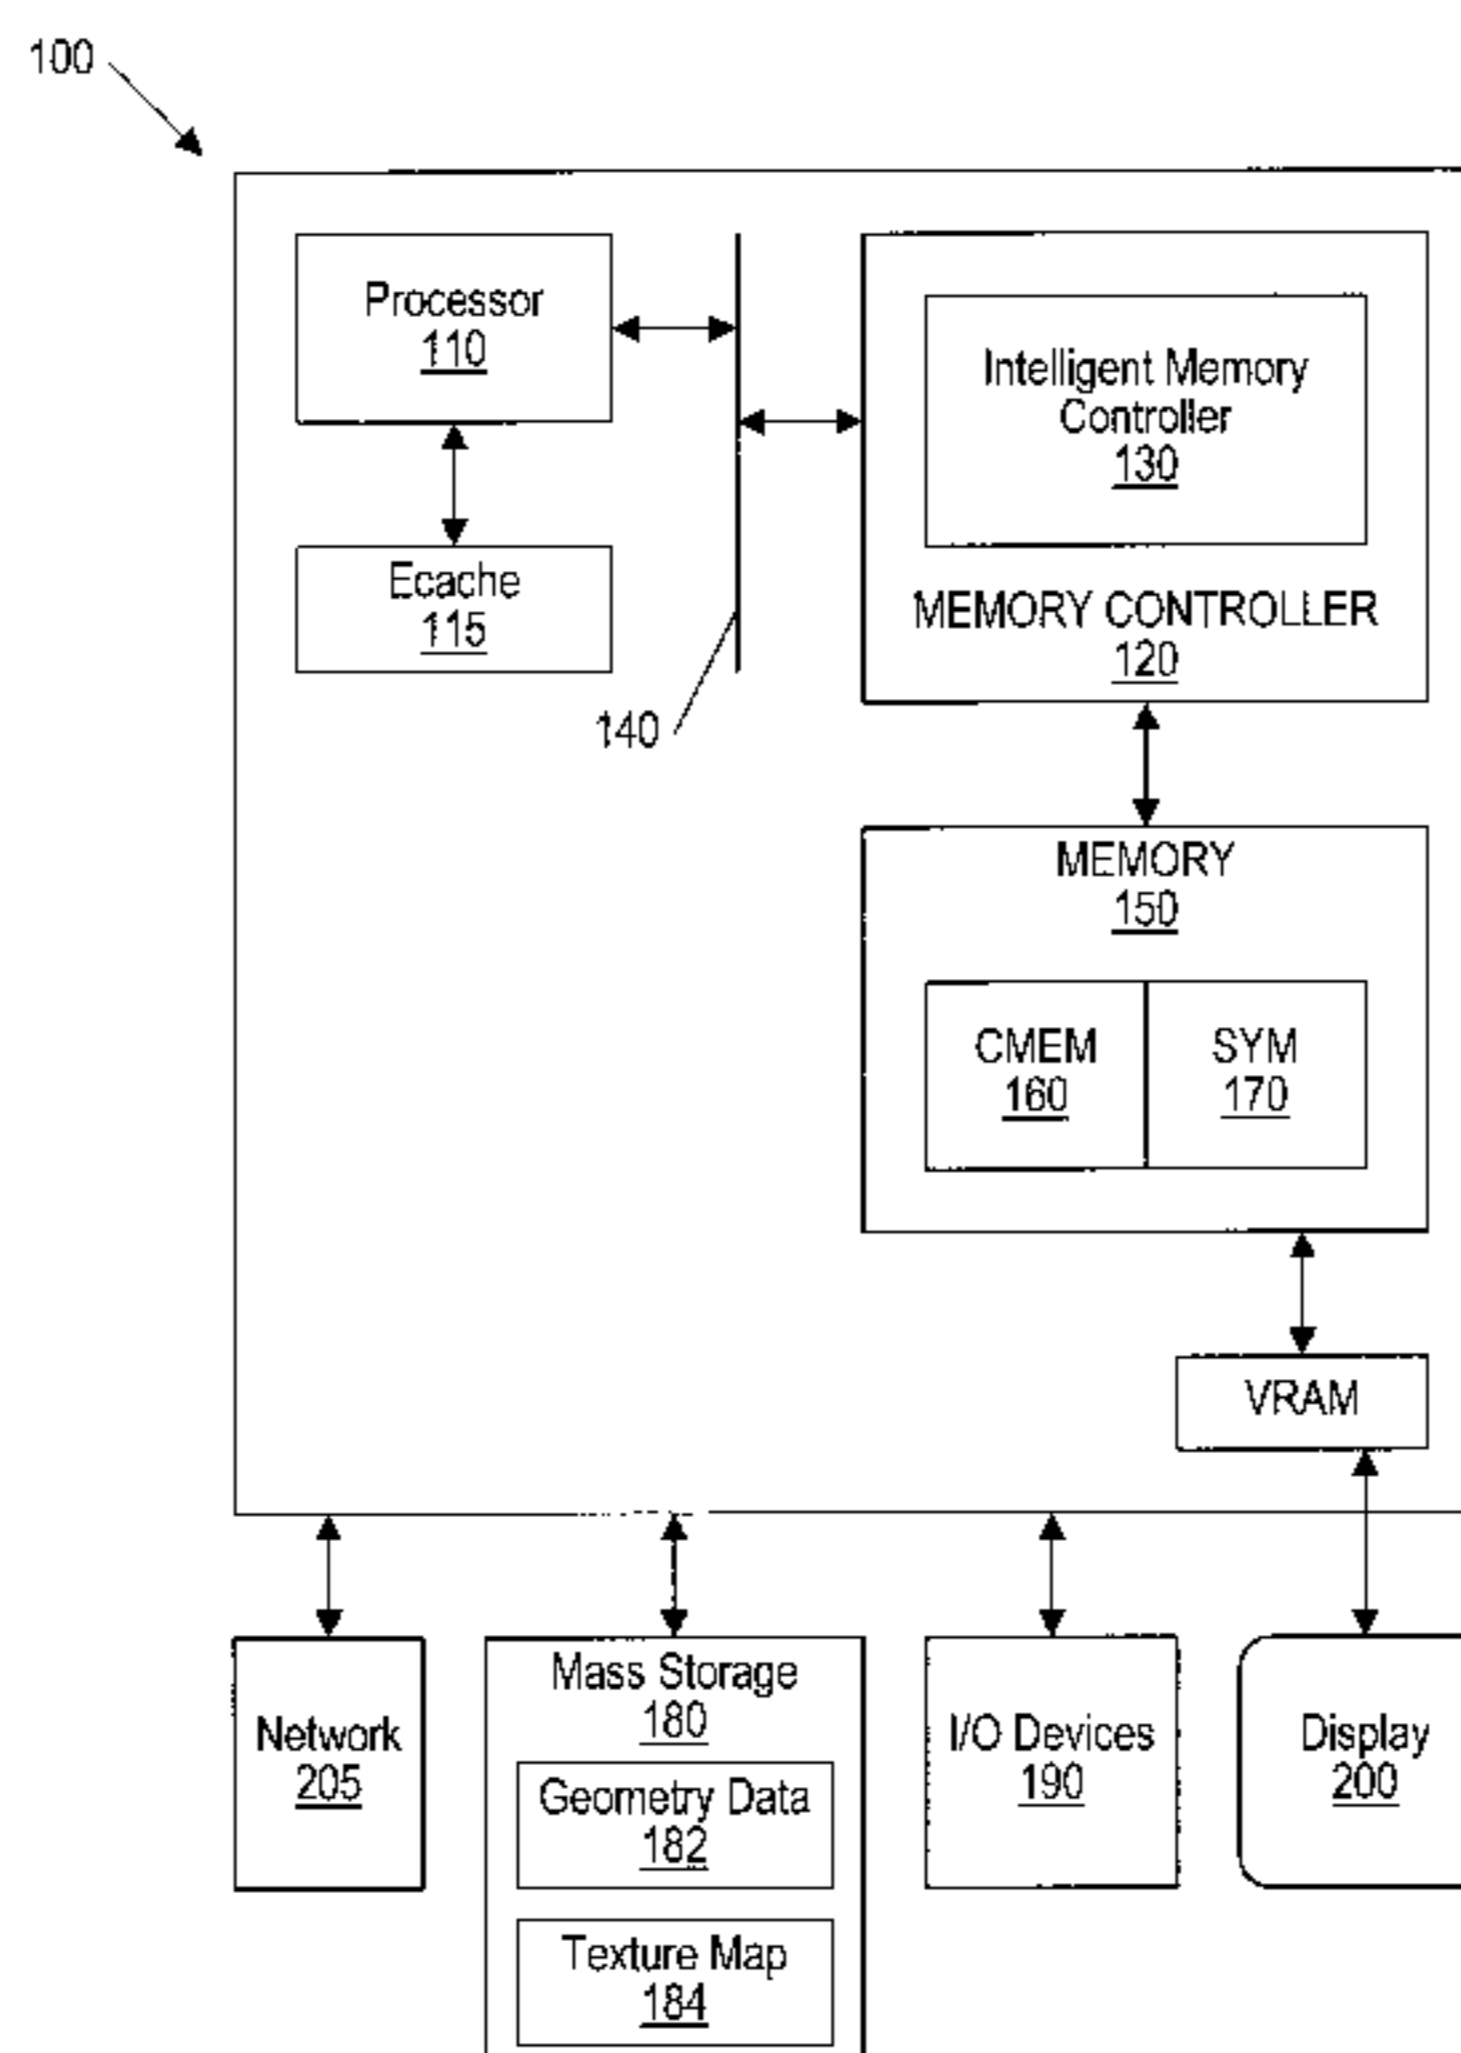 100
Processor
110
Intelligent Memory
Controller
130
Ecache
115
MEMORY CONTROLLER
120
140
MEMORY
150
CMEM
160
SYM
170
VRAM
Network
205
Mass Storage
180
Geometry Data
182
Texture Map
184
I/O Devices
190
Display
200